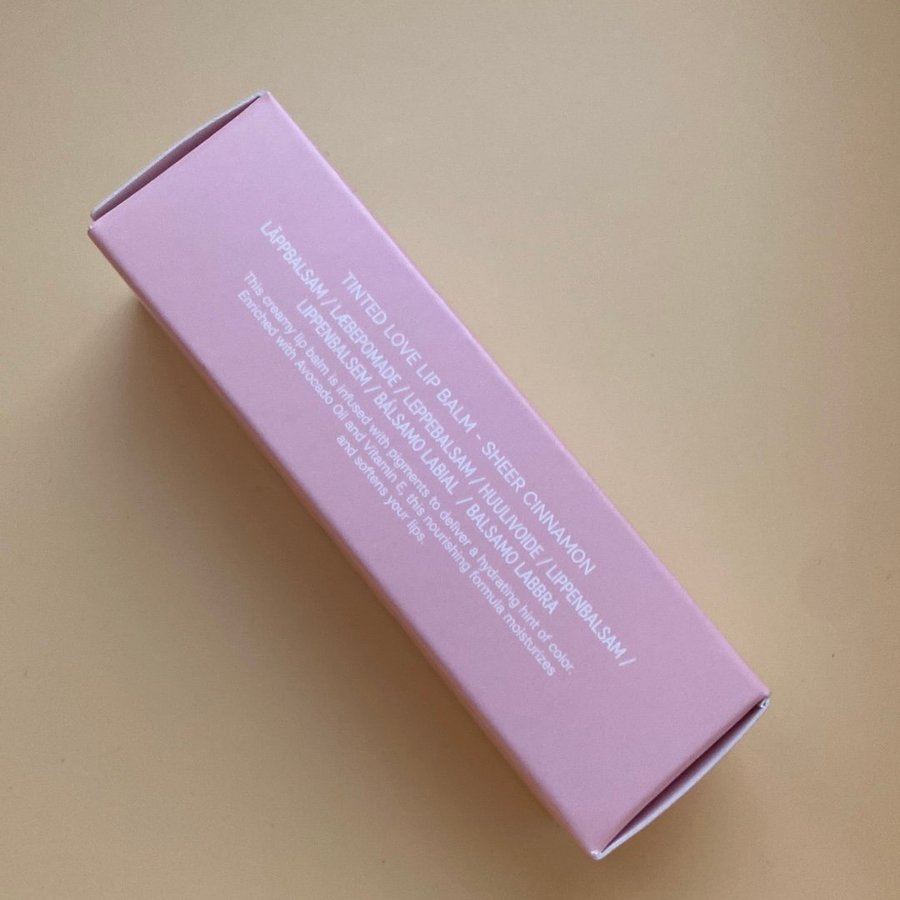 TINTED LOVE LIP BALM - SHEER CINNAMON
LÄPPBALSAM / LÆBEPOMADE / LEPPEBALSAM / HUULIVOIDE / LIPPENBALSAM /
LIPPENBALSEM / BÁLSAMO LABIAL / BALSAMO LABBRA
This creamy lip balm is infused with pigments to deliver a hydrating hint of color.
Enriched with Avocado Oil and Vitamin E, this nourishing formula moisturizes
and softens your lips.